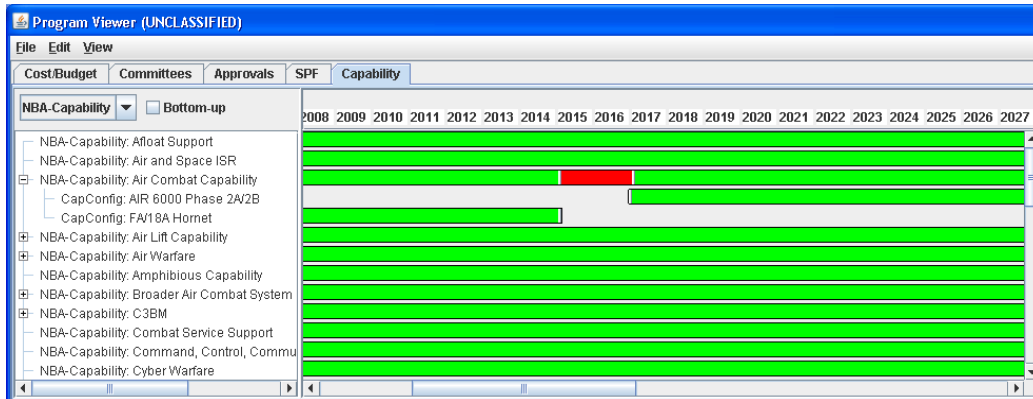 Program Viewer (UNCLASSIFIED)
File Edit View
Cost/Budget Committees Approvals SPF Capability
NBA-Capability Bottom-up
2008 2009 2010 2011 2012 2013 2014 2015 2016 2017 2018 2019 2020 2021 2022 2023 2024 2025 2026 2027
NBA-Capability: Afloat Support
NBA-Capability: Air and Space ISR
NBA-Capability: Air Combat Capability
CapConfig: AIR 6000 Phase 2A/2B
CapConfig: FA/18A Hornet
NBA-Capability: Air Lift Capability
NBA-Capability: Air Warfare
NBA-Capability: Amphibious Capability
NBA-Capability: Broader Air Combat System
NBA-Capability: C3BM
NBA-Capability: Combat Service Support
NBA-Capability: Command, Control, Commu
NBA-Capability: Cyber Warfare